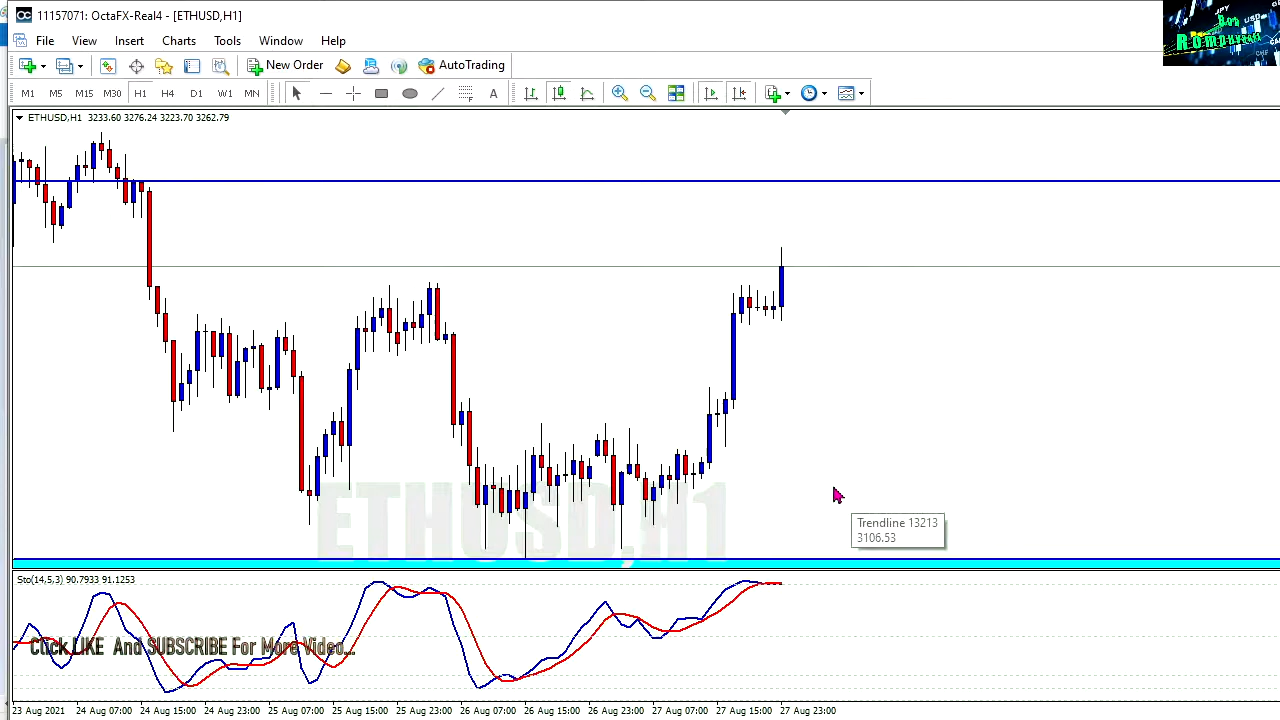 11157071: OctaFX-Real4 - [ETHUSD,H1]
File View Insert Charts Tools Window Help
New Order AutoTrading
M1 M5 M15 M30 H1 H4 D1 W1 MN A
ETHUSD,H1 3233.60 3276.24 3223.70 3262.79
ETHUSD,H1
Trendline 13213
3106.53
Sto(14,5,3) 90.7933 91.1253
Click LIKE And SUBSCRIBE For More Video...
23 Aug 2021 24 Aug 07:00 24 Aug 15:00 24 Aug 23:00 25 Aug 07:00 25 Aug 15:00 25 Aug 23:00 26 Aug 07:00 26 Aug 15:00 26 Aug 23:00 27 Aug 07:00 27 Aug 15:00 27 Aug 23:00
JPY
USD